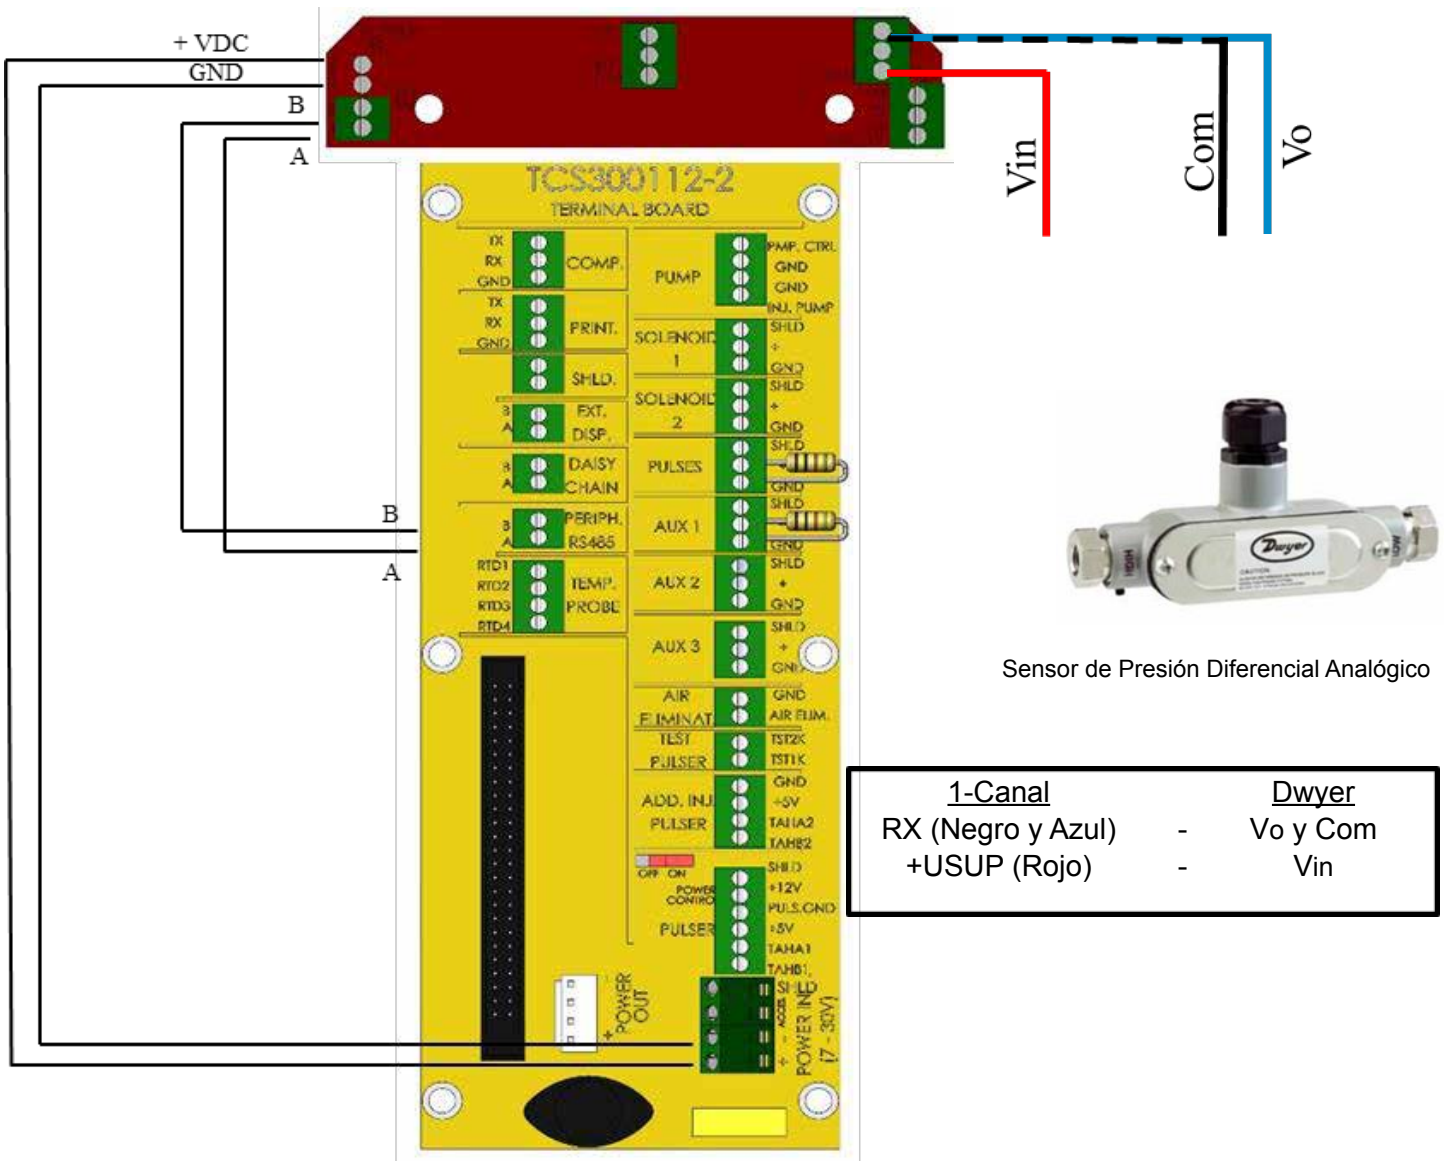 + VDC
GND
B
A
Vin
Com
Vo
TCS300112-2
TERMINAL BOARD
TX
RX
GND
COMP.
TX
RX
GND
PRINT.
SHLD.
B
A
EXT.
DISP.
B
A
DAISY
CHAIN
B
A
B
A
PERIPH.
RS485
RTD1
RTD2
RTD3
RTD4
TEMP.
PROBE
PUMP
PMP. CTRL
GND
GND
INJ. PUMP
SOLENOID
1
SHLD
+
GND
SOLENOID
2
SHLD
+
GND
PULSES
SHLD
GND
AUX 1
SHLD
GND
AUX 2
SHLD
+
GND
AUX 3
SHLD
+
GND
AIR
ELIMINAT.
GND
AIR ELIM.
TEST
PULSER
TST2K
TST1K
ADD. INJ.
PULSER
GND
+5V
TAHA2
TAHB2
OFF ON
POWER
CONTROL
PULSER
SHLD
+12V
PULS.GND
+5V
TAHA1
TAHB1
POWER
OUT
+
SHLD
ACCES.
-
+
POWER IN
(7 - 30V)
HIGH
Dwyer
CAUTION
LOW
Sensor de Presión Diferencial Analógico
1-Canal Dwyer
RX (Negro y Azul) - Vo y Com
+USUP (Rojo) - Vin